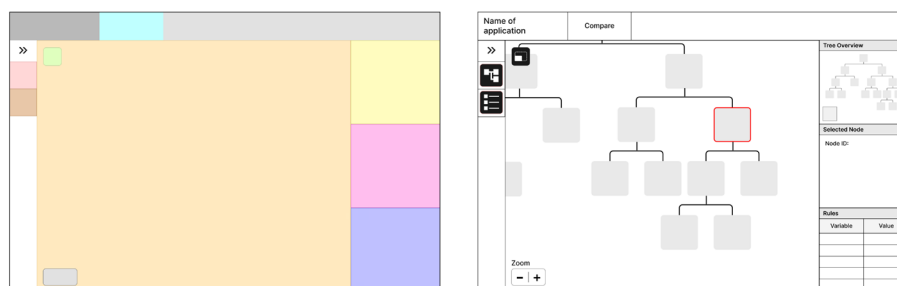 Name of
application
Compare
Tree Overview
Selected Node
Node ID:
Rules
Variable Value
Zoom